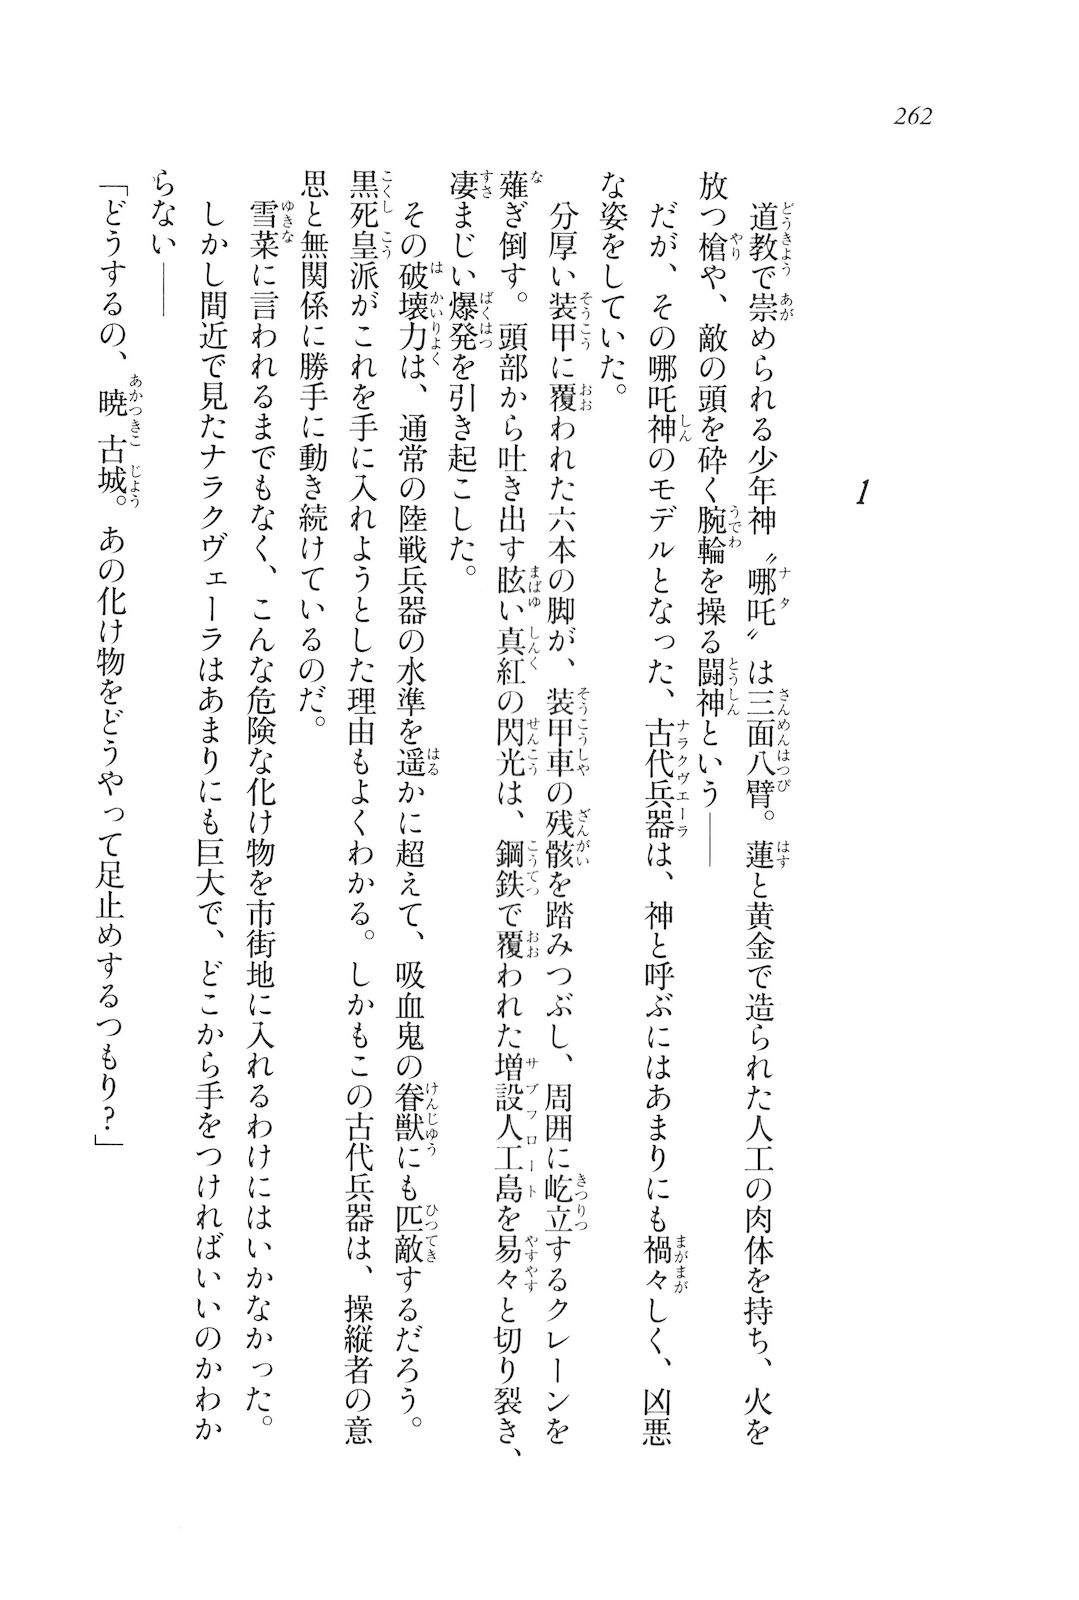 262
1
道教で崇められる少年神〝哪吒〟は三面八臂。蓮と黄金で造られた人工の肉体を持ち、火を
放つ槍や、敵の頭を砕く腕輪を操る闘神という――
だが、その哪吒神のモデルとなった、古代兵器は、神と呼ぶにはあまりにも禍々しく、凶悪
な姿をしていた。
分厚い装甲に覆われた六本の脚が、装甲車の残骸を踏みつぶし、周囲に屹立するクレーンを
薙ぎ倒す。頭部から吐き出す眩い真紅の閃光は、鋼鉄で覆われた増設人工島を易々と切り裂き、
凄まじい爆発を引き起こした。
その破壊力は、通常の陸戦兵器の水準を遥かに超えて、吸血鬼の眷獣にも匹敵するだろう。
黒死皇派がこれを手に入れようとした理由もよくわかる。しかもこの古代兵器は、操縦者の意
思と無関係に勝手に動き続けているのだ。
雪菜に言われるまでもなく、こんな危険な化け物を市街地に入れるわけにはいかなかった。
しかし間近で見たナラクヴェーラはあまりにも巨大で、どこから手をつければいいのかわか
らない――
「どうするの、暁古城。あの化け物をどうやって足止めするつもり?」